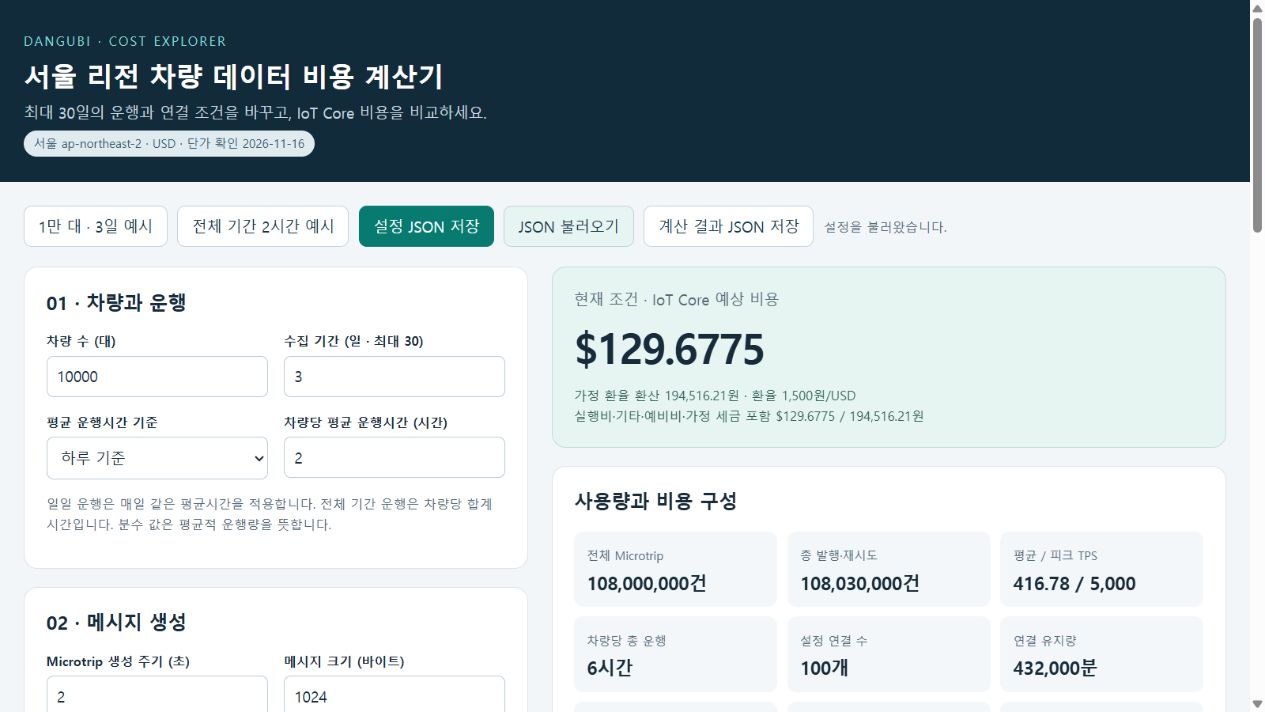 DANGUBI · COST EXPLORER
서울 리전 차량 데이터 비용 계산기
최대 30일의 운행과 연결 조건을 바꾸고, IoT Core 비용을 비교하세요.
서울 ap-northeast-2 · USD · 단가 확인 2026-11-16
1만 대 · 3일 예시
전체 기간 2시간 예시
설정 JSON 저장
JSON 불러오기
계산 결과 JSON 저장
설정을 불러왔습니다.
01 · 차량과 운행
차량 수 (대)
수집 기간 (일 · 최대 30)
10000
3
평균 운행시간 기준
차량당 평균 운행시간 (시간)
하루 기준
2
일일 운행은 매일 같은 평균시간을 적용합니다. 전체 기간 운행은 차량당 합계
시간입니다. 분수 값은 평균적 운행량을 뜻합니다.
02 · 메시지 생성
Microtrip 생성 주기 (초)
메시지 크기 (바이트)
2
1024
현재 조건 · IoT Core 예상 비용
$129.6775
가정 환율 환산 194,516.21원 · 환율 1,500원/USD
실행비·기타·예비비·가정 세금 포함 $129.6775 / 194,516.21원
사용량과 비용 구성
전체 Microtrip
108,000,000건
총 발행·재시도
108,030,000건
평균 / 피크 TPS
416.78 / 5,000
차량당 총 운행
6시간
설정 연결 수
100개
연결 유지량
432,000분